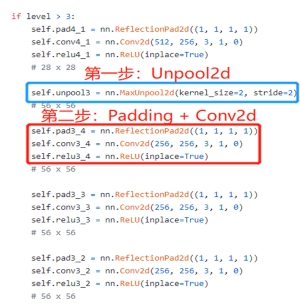 if level > 3:
self.pad4_1 = nn.ReflectionPad2d((1, 1, 1, 1))
self.conv4_1 = nn.Conv2d(512, 256, 3, 1, 0)
self.relu4_1 = nn.ReLU(inplace=True)
# 28 x 28
第一步：Unpool2d
self.unpool3 = nn.MaxUnpool2d(kernel_size=2, stride=2)
# 56 x 56
第二步：Padding + Conv2d
self.pad3_4 = nn.ReflectionPad2d((1, 1, 1, 1))
self.conv3_4 = nn.Conv2d(256, 256, 3, 1, 0)
self.relu3_4 = nn.ReLU(inplace=True)
# 56 x 56
self.pad3_3 = nn.ReflectionPad2d((1, 1, 1, 1))
self.conv3_3 = nn.Conv2d(256, 256, 3, 1, 0)
self.relu3_3 = nn.ReLU(inplace=True)
# 56 x 56
self.pad3_2 = nn.ReflectionPad2d((1, 1, 1, 1))
self.conv3_2 = nn.Conv2d(256, 256, 3, 1, 0)
self.relu3_2 = nn.ReLU(inplace=True)
# 56 x 56